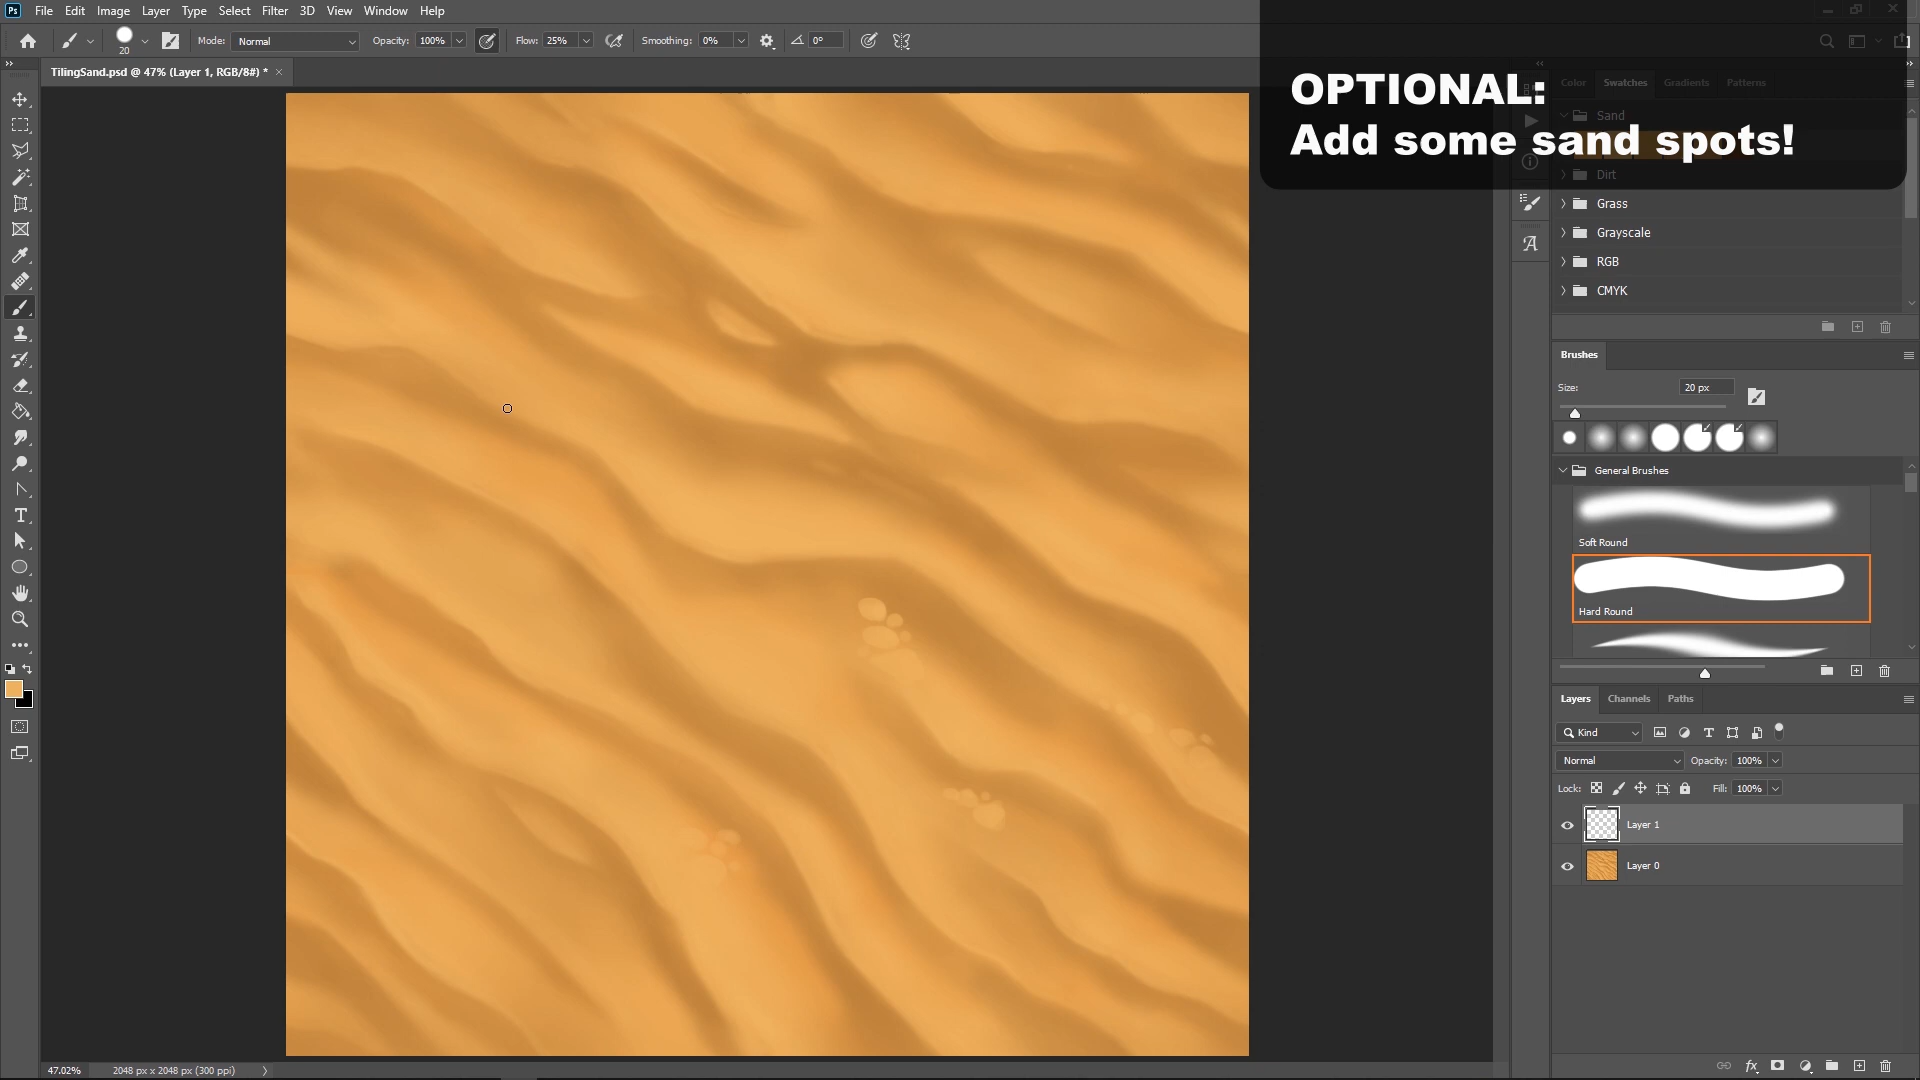 Ps File Edit Image Layer Type Select Filter 3D View Window Help
20 Mode: Normal Opacity: 100% Flow: 25% Smoothing: 0% 0°
TilingSand.psd @ 47% (Layer 1, RGB/8#) *
OPTIONAL:
Add some sand spots!
Color Swatches Gradients Patterns
Sand
Dirt
Grass
Grayscale
RGB
CMYK
Brushes
Size: 20 px
General Brushes
Soft Round
Hard Round
Layers Channels Paths
Kind
Normal Opacity: 100%
Lock: Fill: 100%
Layer 1
Layer 0
47.02% 2048 px x 2048 px (300 ppi)